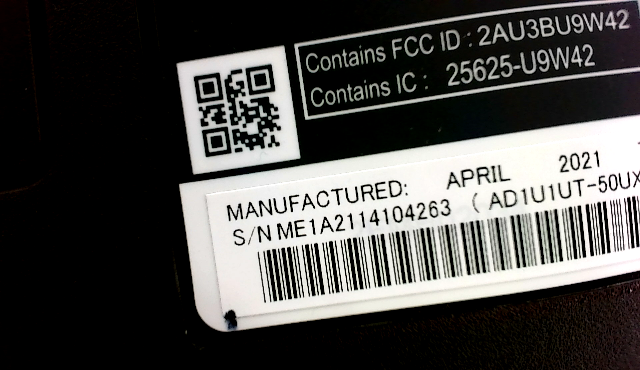 Contains FCC ID : 2AU3BU9W42
Contains IC : 25625-U9W42
MANUFACTURED: APRIL 2021
S/N ME1A2114104263 ( AD1U1UT-50UX